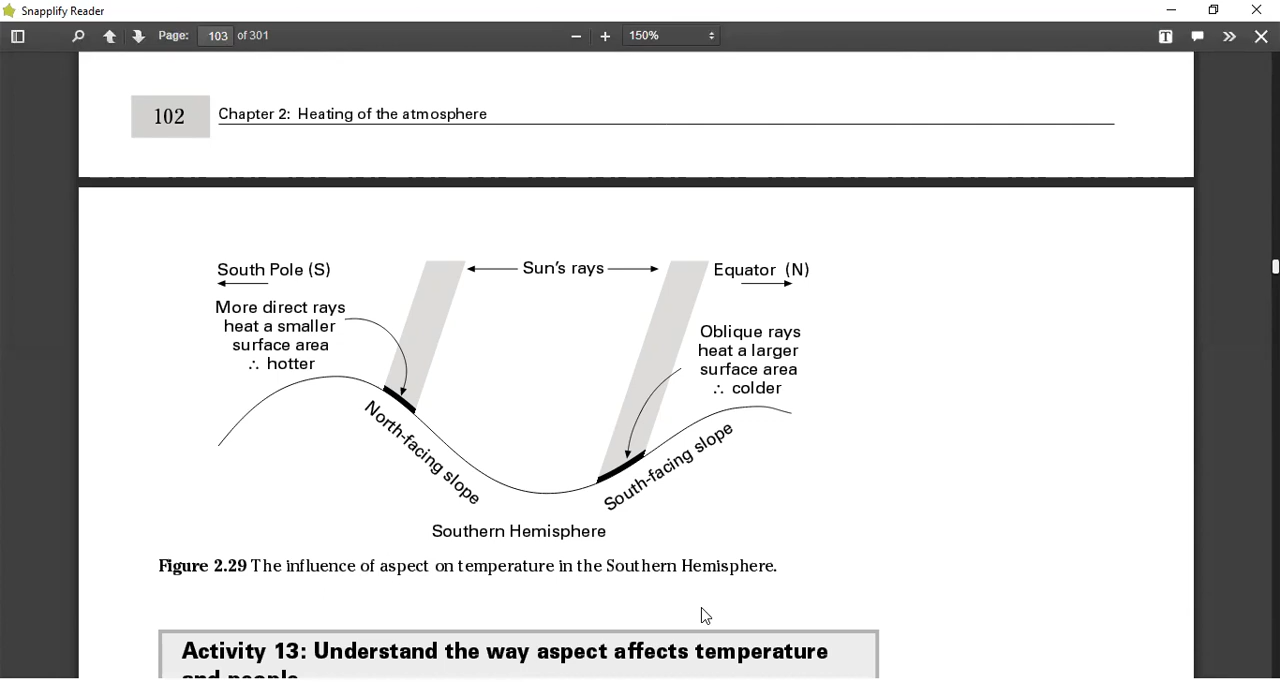 Snapplify Reader
Page: 103 of 301
150%
102
Chapter 2: Heating of the atmosphere
South Pole (S)
Sun's rays
Equator (N)
More direct rays
heat a smaller
surface area
∴ hotter
Oblique rays
heat a larger
surface area
∴ colder
North-facing slope
South-facing slope
Southern Hemisphere
Figure 2.29 The influence of aspect on temperature in the Southern Hemisphere.
Activity 13: Understand the way aspect affects temperature
and people